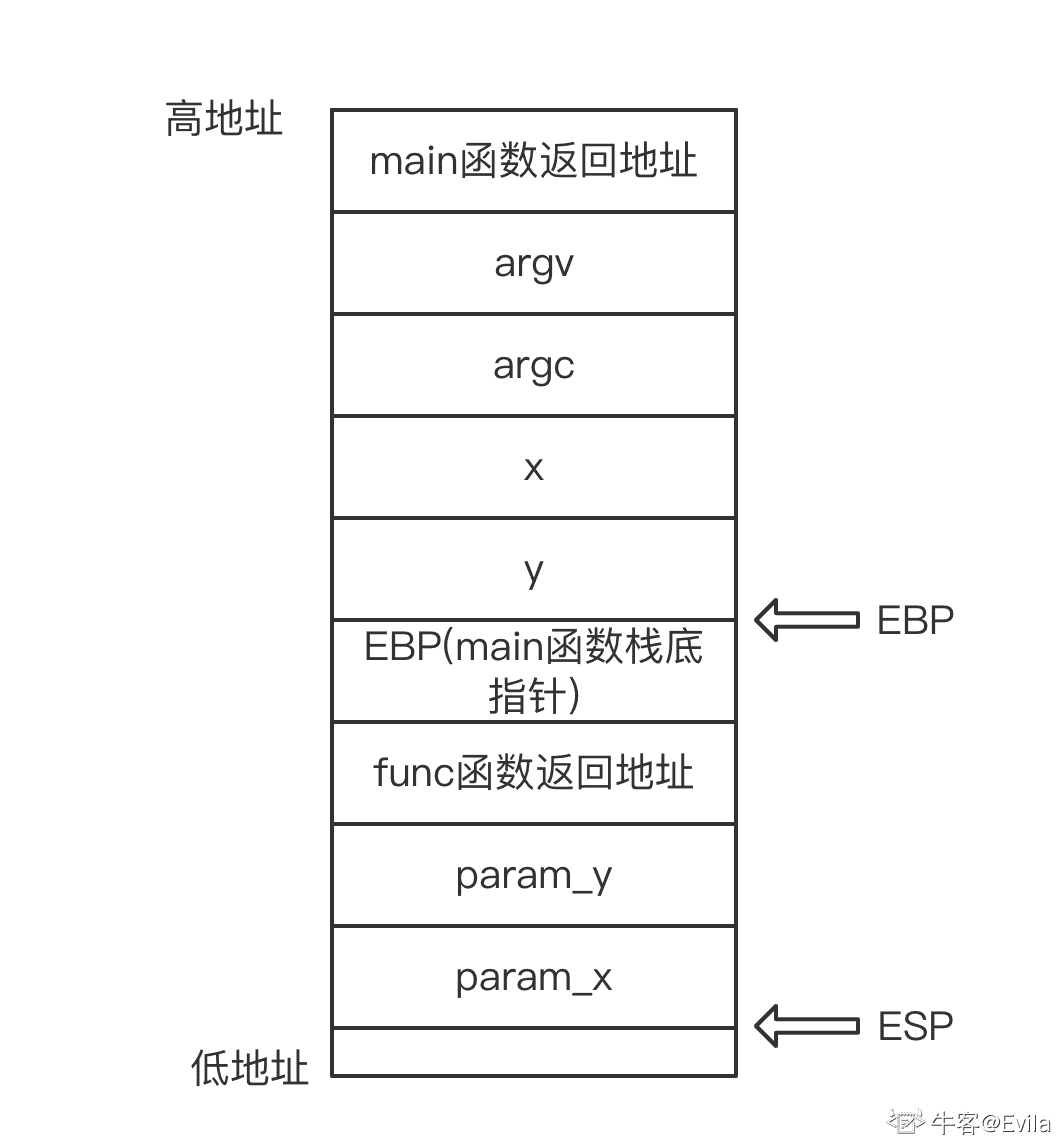 高地址
main函数返回地址
argv
argc
x
y
EBP
EBP(main函数栈底
指针)
func函数返回地址
param_y
param_x
ESP
低地址
牛客@Evila